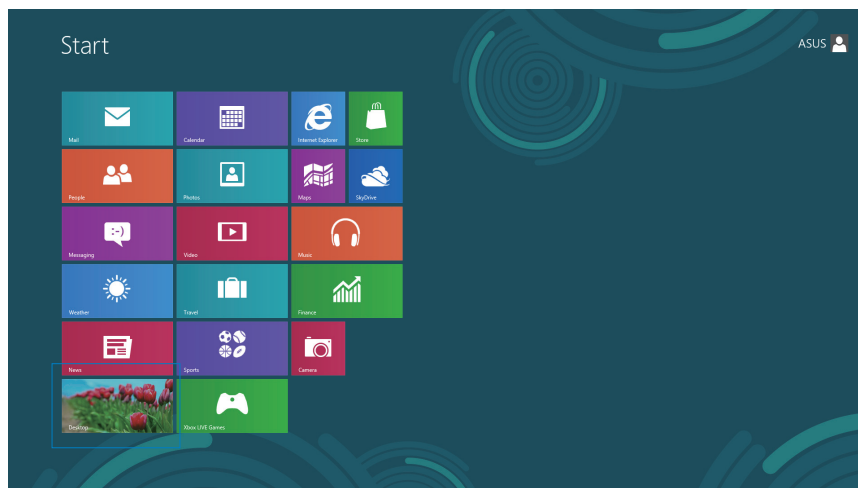 Start
ASUS
Mail
Calendar
Internet Explorer
Store
People
Photos
Maps
SkyDrive
Messaging
Video
Music
Weather
Travel
Finance
News
Sports
Camera
Desktop
Xbox LIVE Games